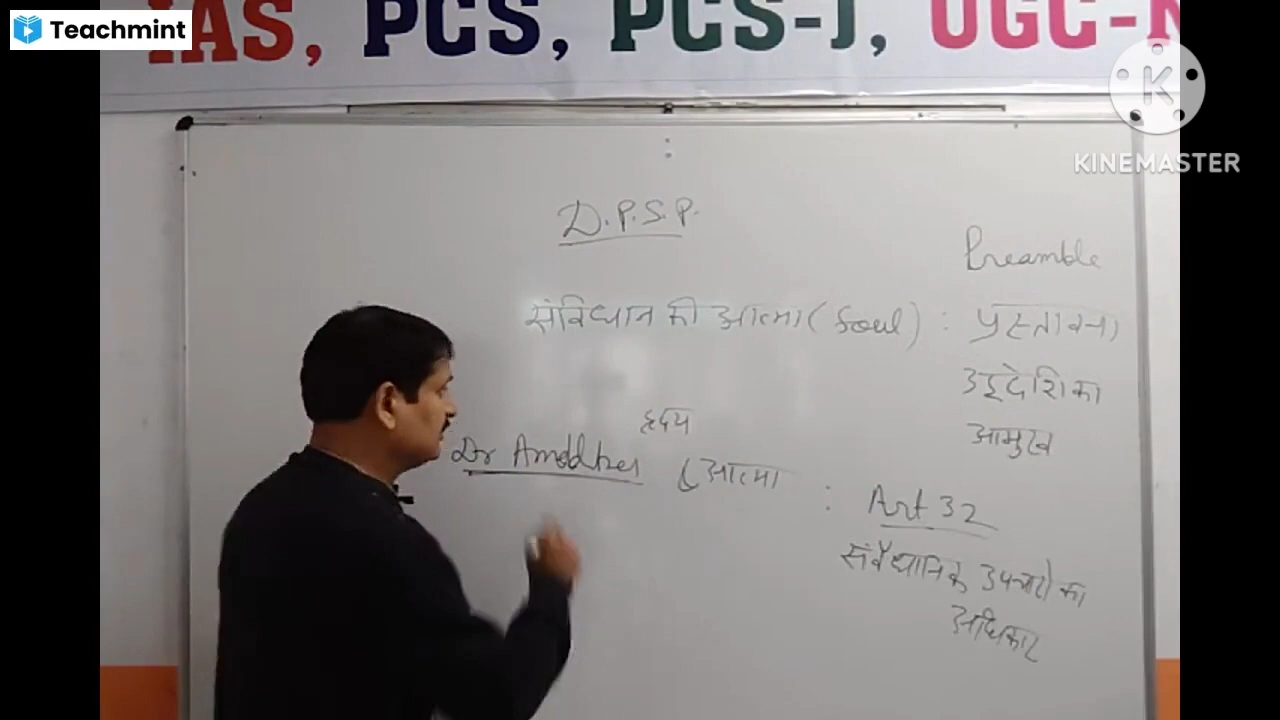 Teachmint
IAS, PCS, PCS-J, UGC-N
KINEMASTER
D.P.S.P.
Preamble
संविधान की आत्मा (Soul) : प्रस्तावना
उद्देशिका
आमुख
हृदय
Dr Ambedkar & आत्मा : Art 32
संवैधानिक उपचारो का
अधिकार